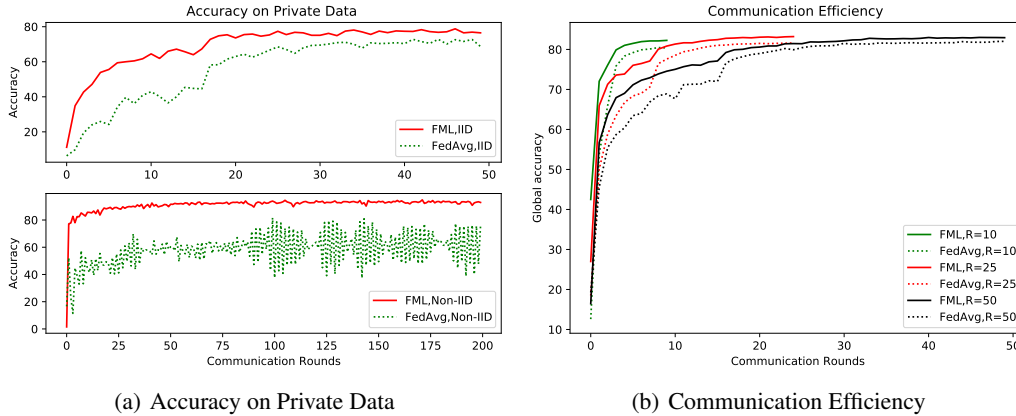 Accuracy on Private Data
Accuracy
80
60
40
20
FML,IID
FedAvg,IID
0 10 20 30 40 50
Accuracy
80
60
40
20
0
FML,Non-IID
FedAvg,Non-IID
0 25 50 75 100 125 150 175 200
Communication Rounds
(a) Accuracy on Private Data
Communication Efficiency
Global accuracy
80
70
60
50
40
30
20
10
FML,R=10
FedAvg,R=10
FML,R=25
FedAvg,R=25
FML,R=50
FedAvg,R=50
0 10 20 30 40 50
Communication Rounds
(b) Communication Efficiency